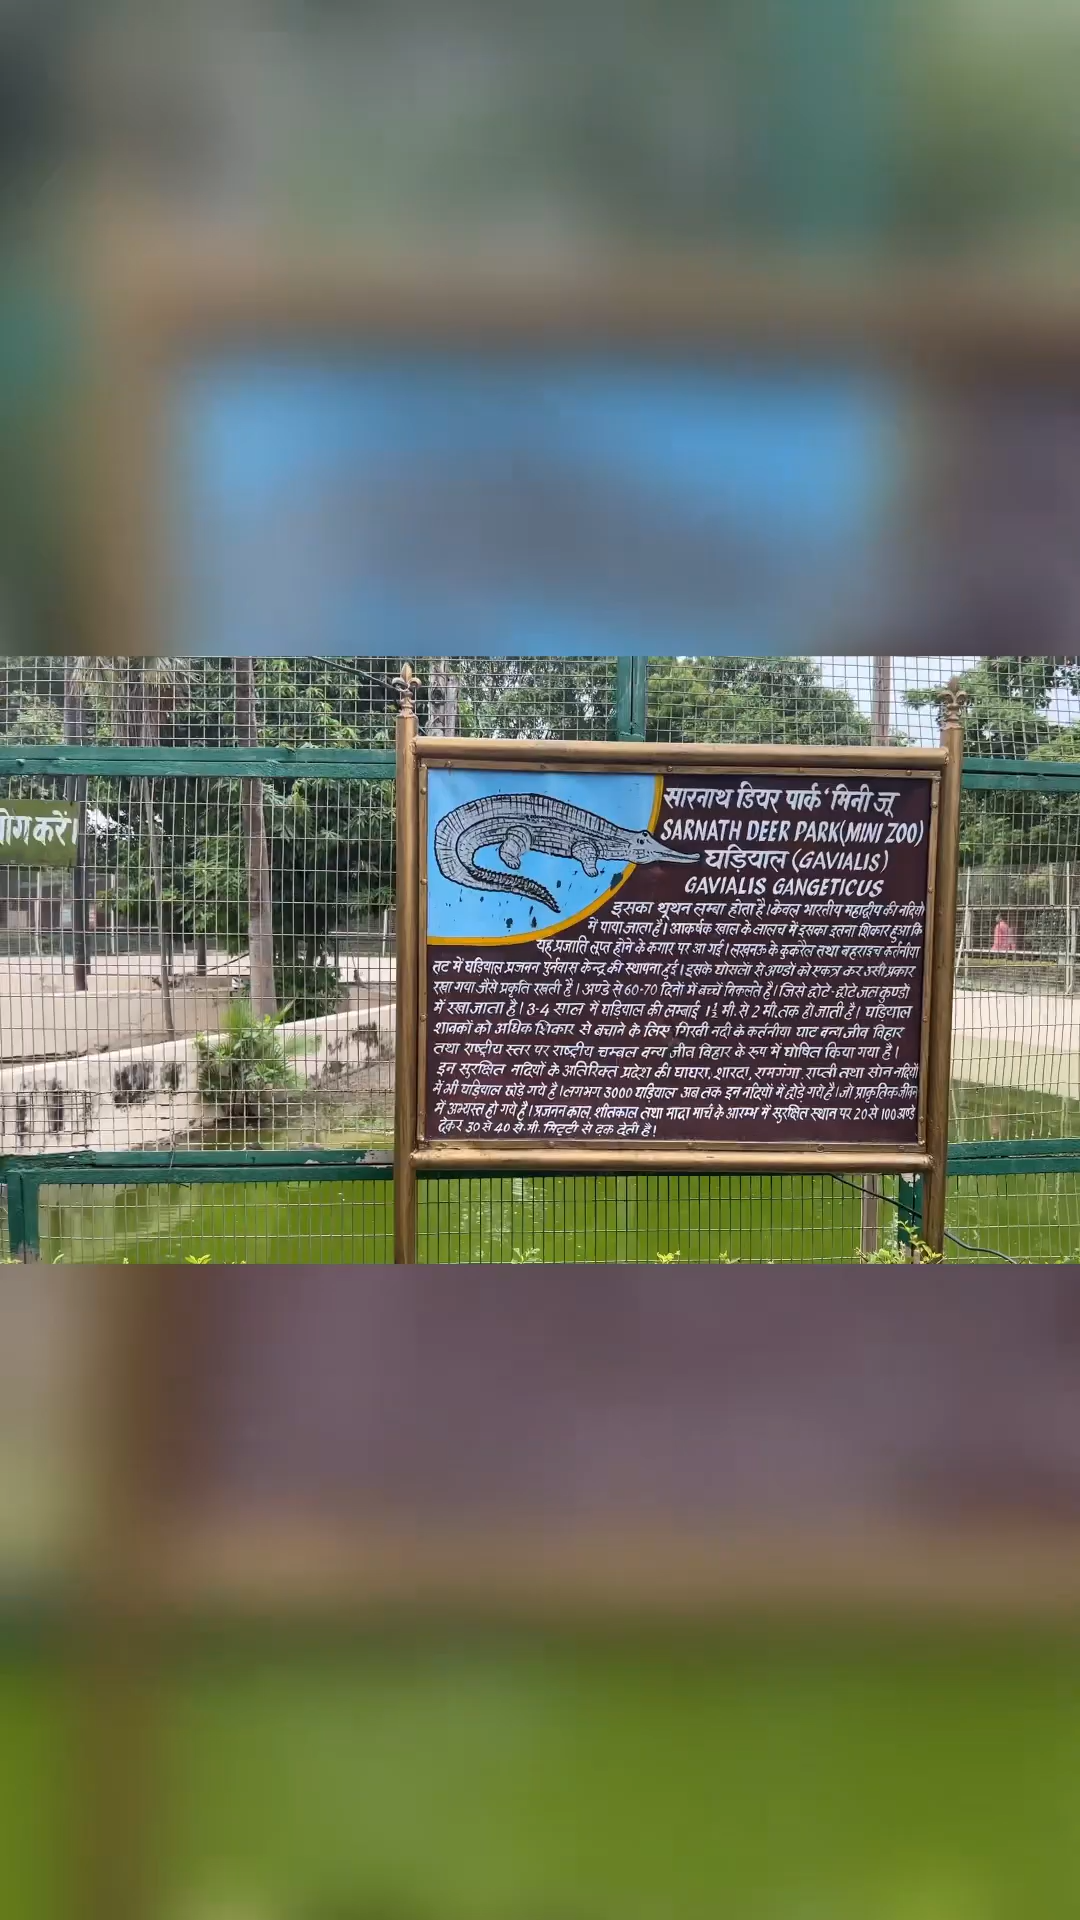 योग करें।
सारनाथ डियर पार्क 'मिनी जू
SARNATH DEER PARK(MINI ZOO)
घड़ियाल (GAVIALIS)
GAVIALIS GANGETICUS
इसका थूथन लम्बा होता है। केवल भारतीय महाद्वीप की नदियों
में पाया जाता है। आकर्षक खाल के लालच में इसका इतना शिकार हुआ कि
यह प्रजाति लुप्त होने के कगार पर आ गई। लखनऊ के कुकरैल तथा बहराइच कर्तनीया
तट में घड़ियाल प्रजनन पुर्नवास केन्द्र की स्थापना हुई। इसके घोसलों से अण्डों को एकत्र कर उसी प्रकार
रखा गया जैसे प्रकृति रखती है। अण्डे से 60-70 दिनों में बच्चें निकलते है। जिसे छोटे-छोटे जल कुण्डों
में रखा जाता है। 3-4 साल में घड़ियाल की लम्बाई 1½ मी. से 2 मी. तक हो जाती है। घड़ियाल
शावकों को अधिक शिकार से बचाने के लिए गिरवी नदी के कर्तनीया घाट वन्य जीव विहार
तथा राष्ट्रीय स्तर पर राष्ट्रीय चम्बल वन्य जीव विहार के रूप में घोषित किया गया है।
इन सुरक्षित नदियों के अतिरिक्त प्रदेश की घाघरा, शारदा, रामगंगा, राप्ती तथा सोन नदियों
में भी घड़ियाल छोड़े गये है। लगभग 3000 घड़ियाल अब तक इन नदियों में छोड़े गये है। जो प्राकृतिक जीवन
में अभ्यस्त हो गये है। प्रजनन काल, शीतकाल तथा मादा मार्च के आरम्भ में सुरक्षित स्थान पर 20 से 100 अण्डे
देकर 30 से 40 से.मी. मिट्टी से ढक देती है।